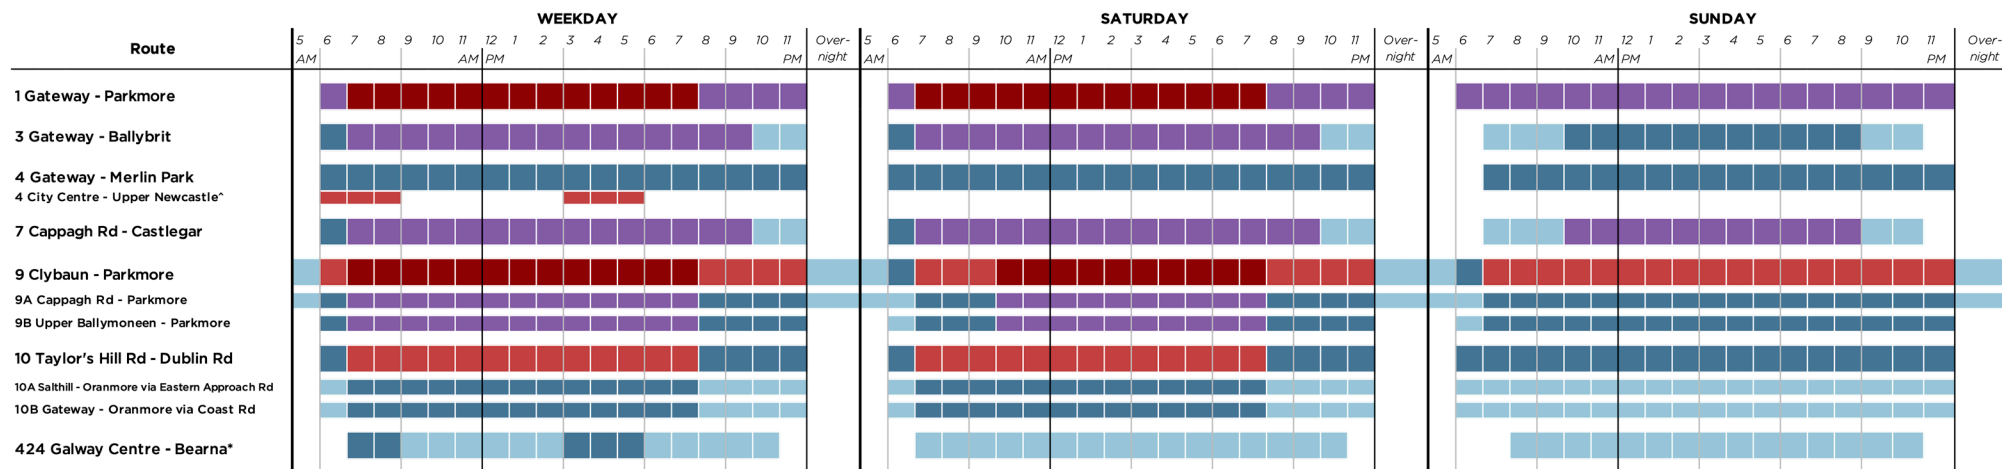 WEEKDAY SATURDAY SUNDAY
Route
5 6 7 8 9 10 11 12 1 2 3 4 5 6 7 8 9 10 11 Over- 5 6 7 8 9 10 11 12 1 2 3 4 5 6 7 8 9 10 11 Over- 5 6 7 8 9 10 11 12 1 2 3 4 5 6 7 8 9 10 11 Over-
AM AM PM PM night AM AM PM PM night AM AM PM PM night
1 Gateway - Parkmore
3 Gateway - Ballybrit
4 Gateway - Merlin Park
4 City Centre - Upper Newcastle^
7 Cappagh Rd - Castlegar
9 Clybaun - Parkmore
9A Cappagh Rd - Parkmore
9B Upper Ballymoneen - Parkmore
10 Taylor's Hill Rd - Dublin Rd
10A Salthill - Oranmore via Eastern Approach Rd
10B Gateway - Oranmore via Coast Rd
424 Galway Centre - Bearna*